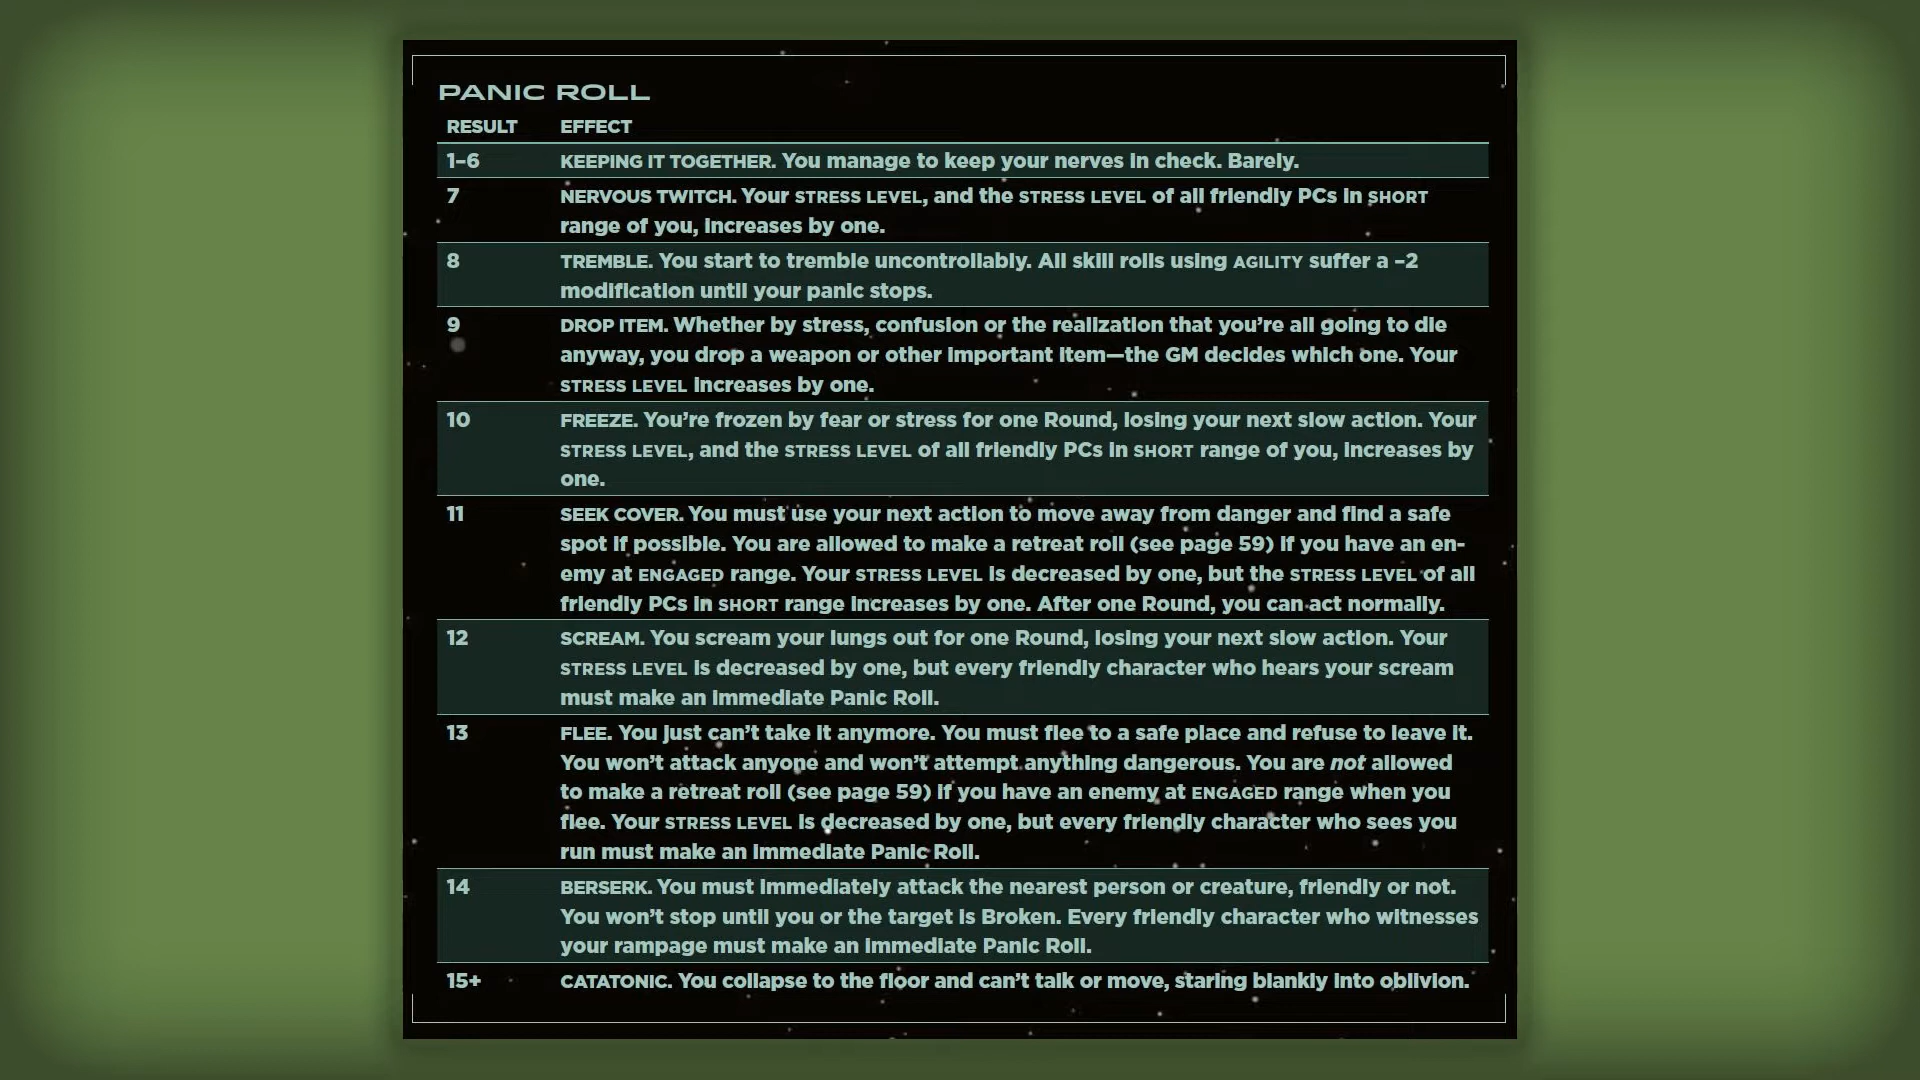 PANIC ROLL
RESULT EFFECT
1–6 KEEPING IT TOGETHER. You manage to keep your nerves in check. Barely.
7 NERVOUS TWITCH. Your STRESS LEVEL, and the STRESS LEVEL of all friendly PCs in SHORT
range of you, increases by one.
8 TREMBLE. You start to tremble uncontrollably. All skill rolls using AGILITY suffer a –2
modification until your panic stops.
9 DROP ITEM. Whether by stress, confusion or the realization that you’re all going to die
anyway, you drop a weapon or other important item—the GM decides which one. Your
STRESS LEVEL increases by one.
10 FREEZE. You’re frozen by fear or stress for one Round, losing your next slow action. Your
STRESS LEVEL, and the STRESS LEVEL of all friendly PCs in SHORT range of you, increases by
one.
11 SEEK COVER. You must use your next action to move away from danger and find a safe
spot if possible. You are allowed to make a retreat roll (see page 59) if you have an en-
emy at ENGAGED range. Your STRESS LEVEL is decreased by one, but the STRESS LEVEL of all
friendly PCs in SHORT range increases by one. After one Round, you can act normally.
12 SCREAM. You scream your lungs out for one Round, losing your next slow action. Your
STRESS LEVEL is decreased by one, but every friendly character who hears your scream
must make an immediate Panic Roll.
13 FLEE. You just can’t take it anymore. You must flee to a safe place and refuse to leave it.
You won’t attack anyone and won’t attempt anything dangerous. You are not allowed
to make a retreat roll (see page 59) if you have an enemy at ENGAGED range when you
flee. Your STRESS LEVEL is decreased by one, but every friendly character who sees you
run must make an immediate Panic Roll.
14 BERSERK. You must immediately attack the nearest person or creature, friendly or not.
You won’t stop until you or the target is Broken. Every friendly character who witnesses
your rampage must make an immediate Panic Roll.
15+ CATATONIC. You collapse to the floor and can’t talk or move, staring blankly into oblivion.